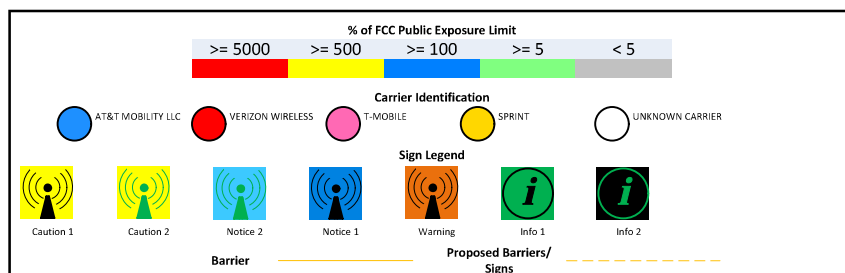 % of FCC Public Exposure Limit
>= 5000 >= 500 >= 100 >= 5 < 5
Carrier Identification
AT&T MOBILITY LLC VERIZON WIRELESS T-MOBILE SPRINT UNKNOWN CARRIER
Sign Legend
i i
Caution 1 Caution 2 Notice 2 Notice 1 Warning Info 1 Info 2
Barrier Proposed Barriers/
Signs